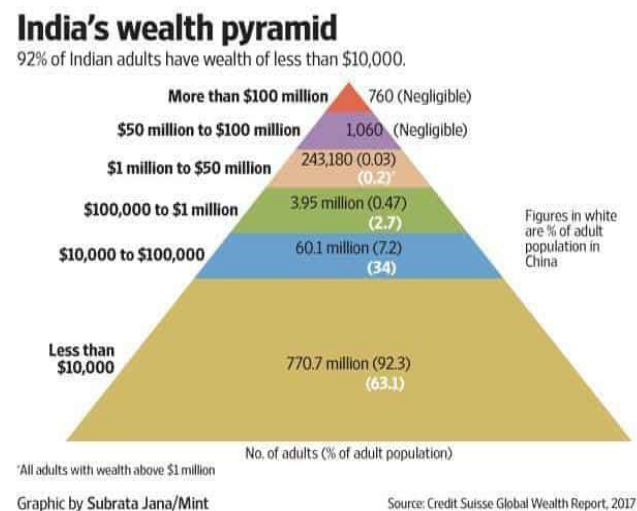 India's wealth pyramid
92% of Indian adults have wealth of less than $10,000.
More than $100 million 760 (Negligible)
$50 million to $100 million 1,060 (Negligible)
$1 million to $50 million 243,180 (0.03)
(0.2)*
$100,000 to $1 million 3.95 million (0.47)
(2.7)
$10,000 to $100,000 60.1 million (7.2)
(34)
Figures in white
are % of adult
population in
China
Less than
$10,000
770.7 million (92.3)
(63.1)
No. of adults (% of adult population)
*All adults with wealth above $1 million
Graphic by Subrata Jana/Mint
Source: Credit Suisse Global Wealth Report, 2017